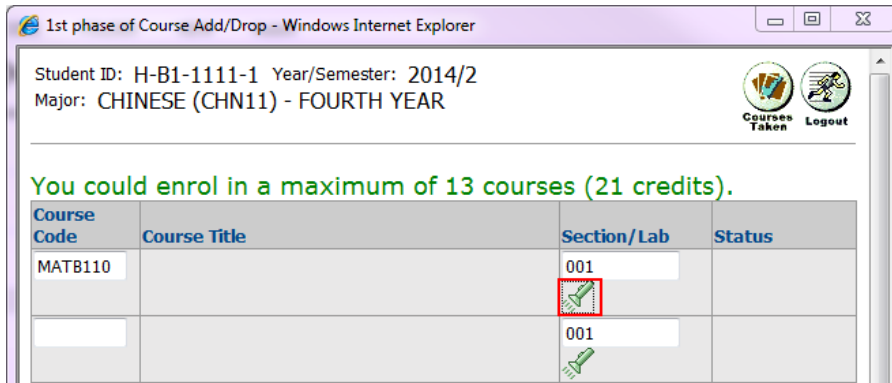 1st phase of Course Add/Drop - Windows Internet Explorer
Student ID: H-B1-1111-1 Year/Semester: 2014/2
Major: CHINESE (CHN11) - FOURTH YEAR
Courses Taken
Logout
You could enrol in a maximum of 13 courses (21 credits).
Course Code Course Title Section/Lab Status
MATB110 001
001